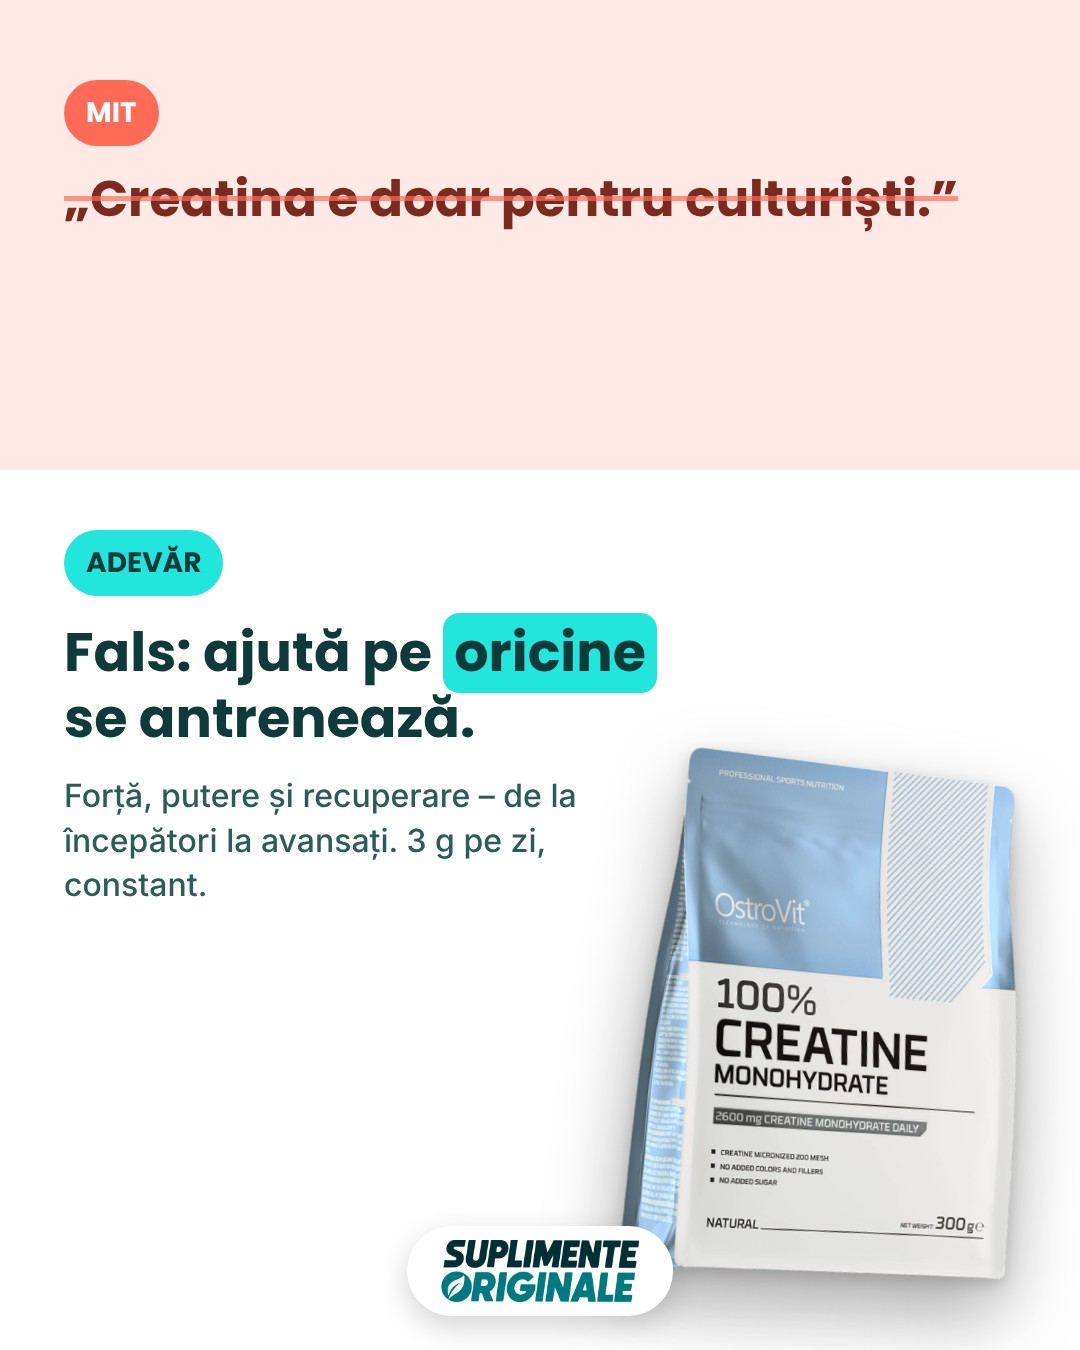 MIT
„Creatina e doar pentru culturiști.”
ADEVĂR
Fals: ajută pe oricine
se antrenează.
Forță, putere și recuperare – de la
începători la avansați. 3 g pe zi,
constant.
PROFESSIONAL SPORTS NUTRITION
OstroVit®
100%
CREATINE
MONOHYDRATE
2600 mg CREATINE MONOHYDRATE DAILY
CREATINE MICRONIZED 200 MESH
NO ADDED COLORS AND FILLERS
NO ADDED SUGAR
NATURAL
NET WEIGHT 300 g ℮
SUPLIMENTE
ORIGINALE